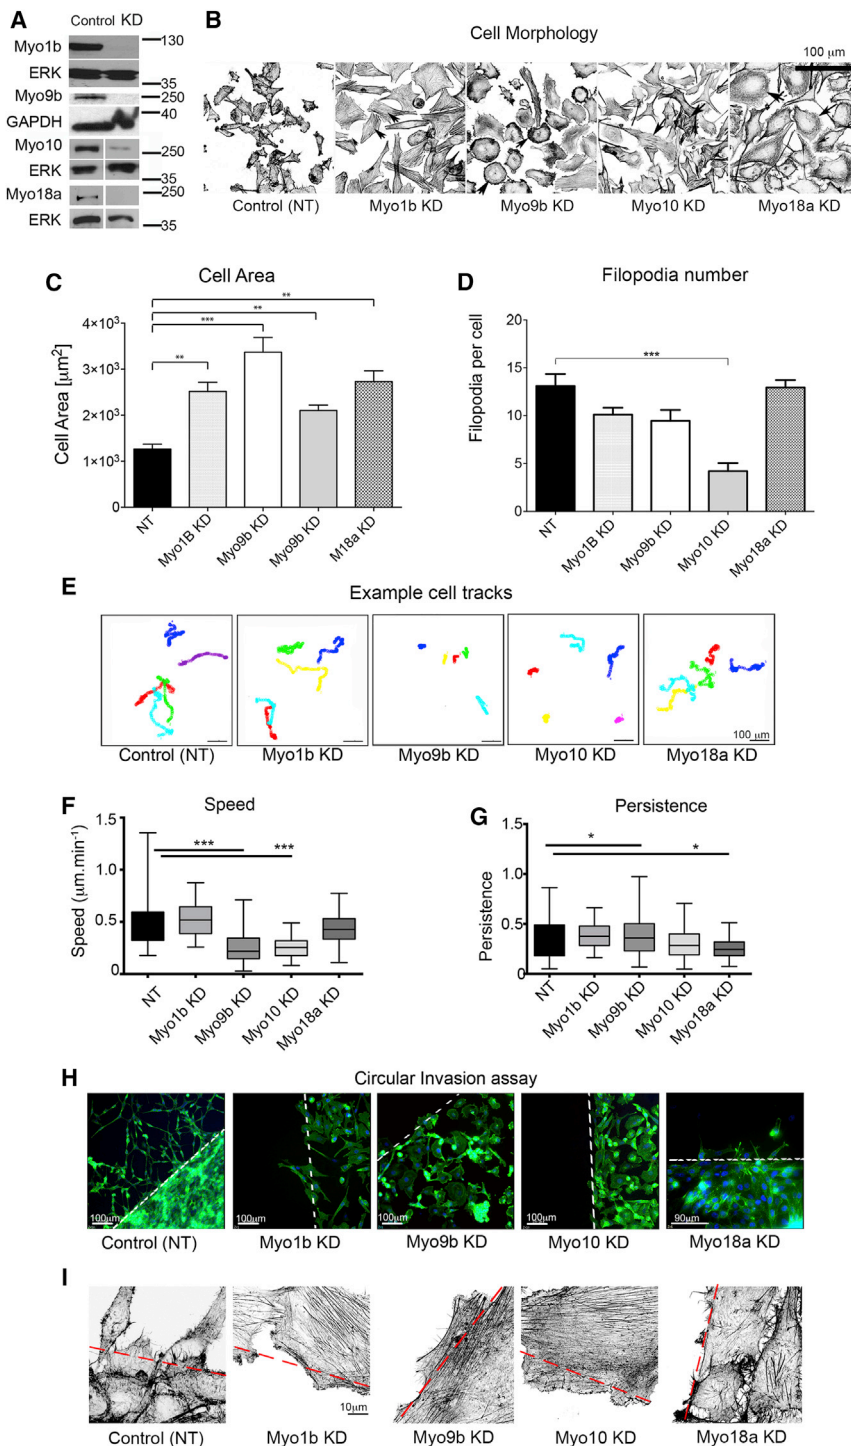 A
Control KD
Myo1b
130
ERK
35
Myo9b
250
40
GAPDH
Myo10
250
ERK
35
Myo18a
250
ERK
35
B
Cell Morphology
100 µm
Control (NT) Myo1b KD Myo9b KD Myo10 KD Myo18a KD
C
Cell Area
** 
**
***
**
Cell Area [µm²]
4×10³
3×10³
2×10³
1×10³
0
NT Myo1B KD Myo9b KD Myo9b KD M18a KD
D
Filopodia number
***
Filopodia per cell
20
15
10
5
0
NT Myo1B KD Myo9b KD Myo10 KD Myo18a KD
E
Example cell tracks
100 µm
Control (NT) Myo1b KD Myo9b KD Myo10 KD Myo18a KD
F
Speed
Speed (µm.min⁻¹)
1.5
1.0
0.5
0
*** ***
NT Myo1b KD Myo9b KD Myo10 KD Myo18a KD
G
Persistence
Persistence
1.5
1.0
0.5
0
* *
NT Myo1b KD Myo9b KD Myo10 KD Myo18a KD
H
Circular Invasion assay
100µm 100µm 100µm 100µm 90µm
Control (NT) Myo1b KD Myo9b KD Myo10 KD Myo18a KD
I
10µm
Control (NT) Myo1b KD Myo9b KD Myo10 KD Myo18a KD